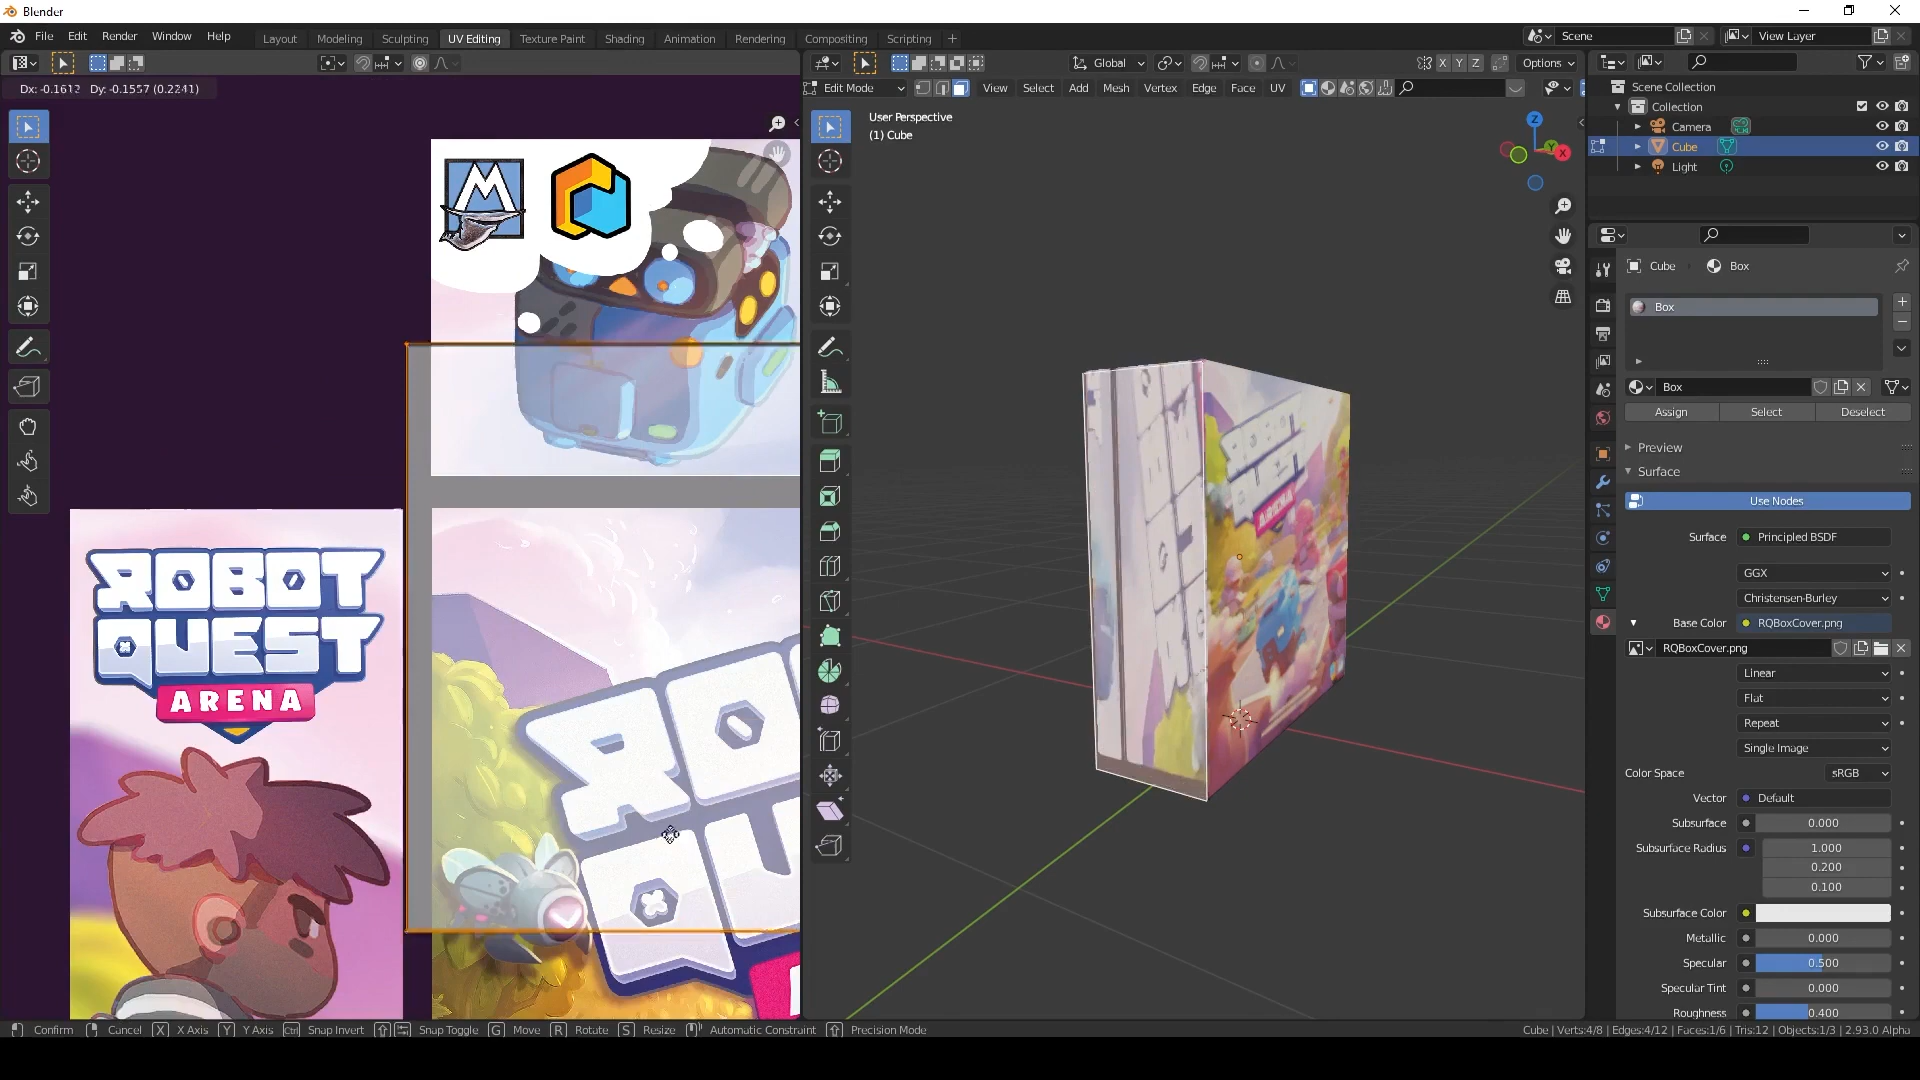 Blender
File Edit Render Window Help
Layout Modeling Sculpting UV Editing Texture Paint Shading Animation Rendering Compositing Scripting
Scene View Layer
Global X Y Z Options
Dx: -0.1612 Dy: -0.1557 (0.2241)
Edit Mode View Select Add Mesh Vertex Edge Face UV
User Perspective
(1) Cube
Z
Y
X
Scene Collection
Collection
Camera
Cube
Light
Cube Box
Box
Box
Assign Select Deselect
Preview
Surface
Use Nodes
Surface Principled BSDF
GGX
Christensen-Burley
Base Color RQBoxCover.png
RQBoxCover.png
Linear
Flat
Repeat
Single Image
Color Space sRGB
Vector Default
Subsurface 0.000
Subsurface Radius 1.000
0.200
0.100
Subsurface Color
Metallic 0.000
Specular 0.500
Specular Tint 0.000
Roughness 0.400
M
ROBOT
QUEST
ARENA
RO
QU
ARENA
Confirm Cancel X X Axis Y Y Axis Ctrl Snap Invert Snap Toggle G Move R Rotate S Resize Automatic Constraint Precision Mode
Cube | Verts:4/8 | Edges:4/12 | Faces:1/6 | Tris:12 | Objects:1/3 | 2.93.0 Alpha